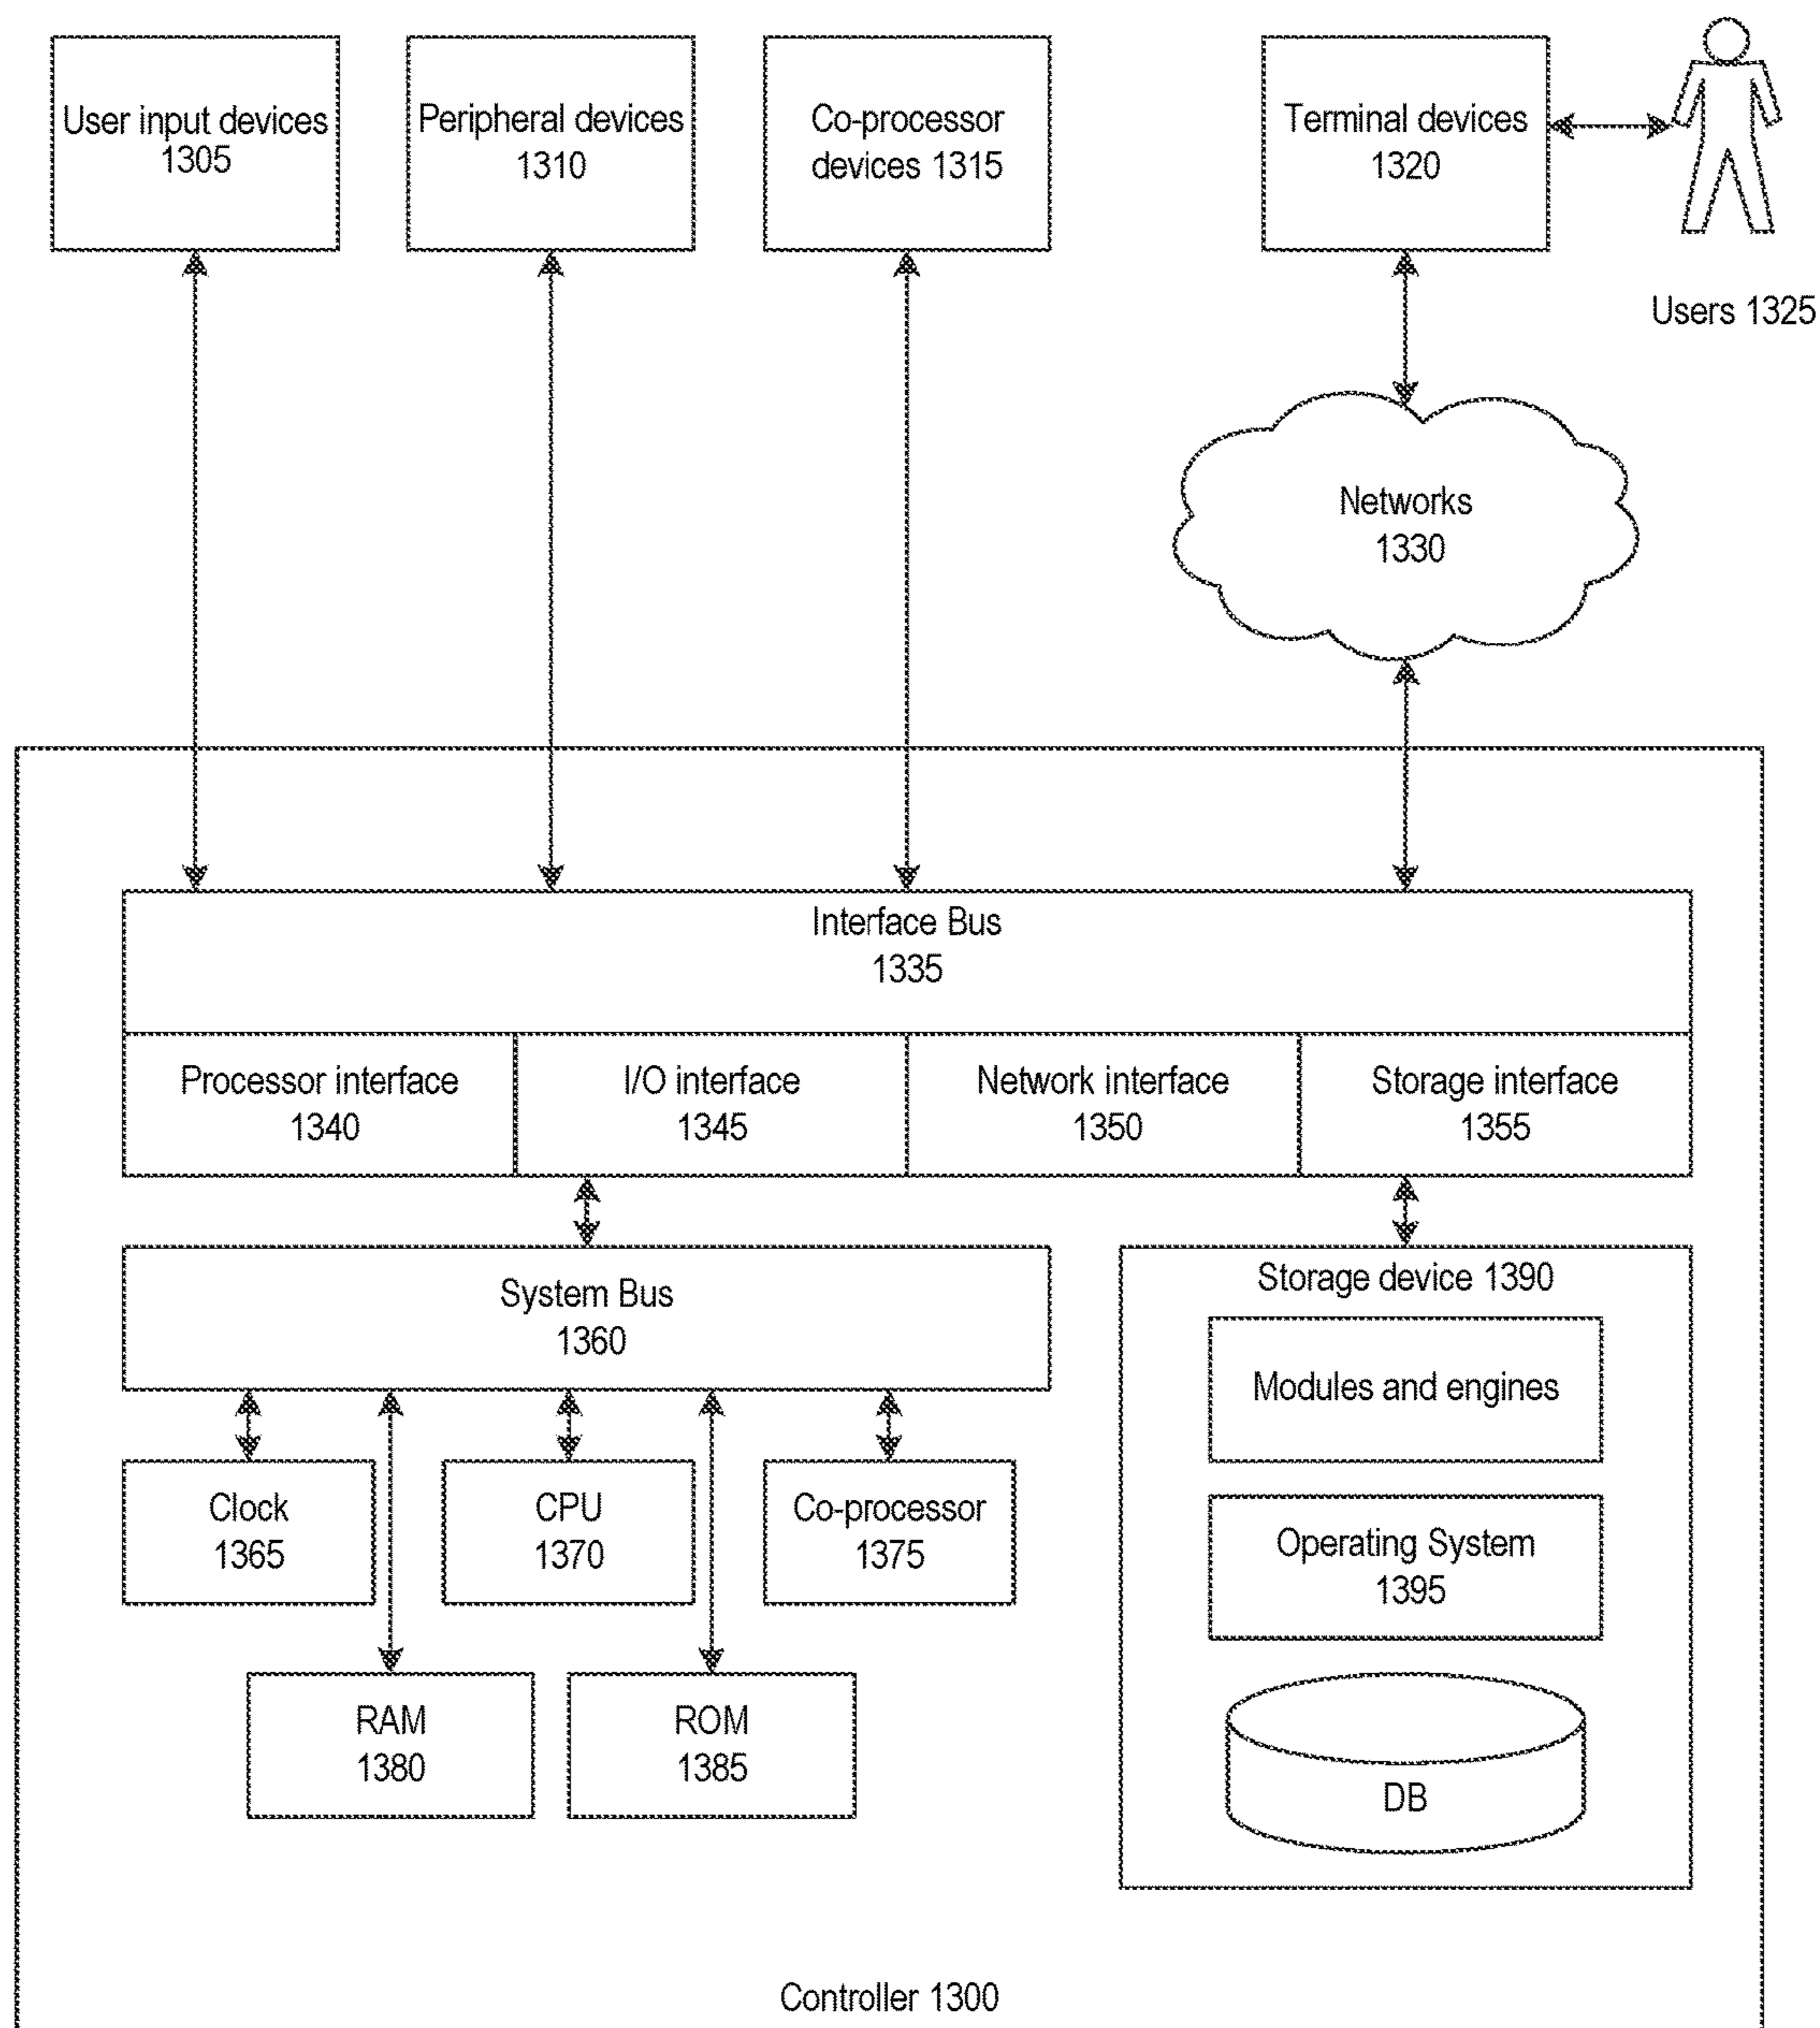 User input devices
1305
Peripheral devices
1310
Co-processor
devices 1315
Terminal devices
1320
Users 1325
Networks
1330
Interface Bus
1335
Processor interface
1340
I/O interface
1345
Network interface
1350
Storage interface
1355
System Bus
1360
Storage device 1390
Modules and engines
Clock
1365
CPU
1370
Co-processor
1375
Operating System
1395
RAM
1380
ROM
1385
DB
Controller 1300